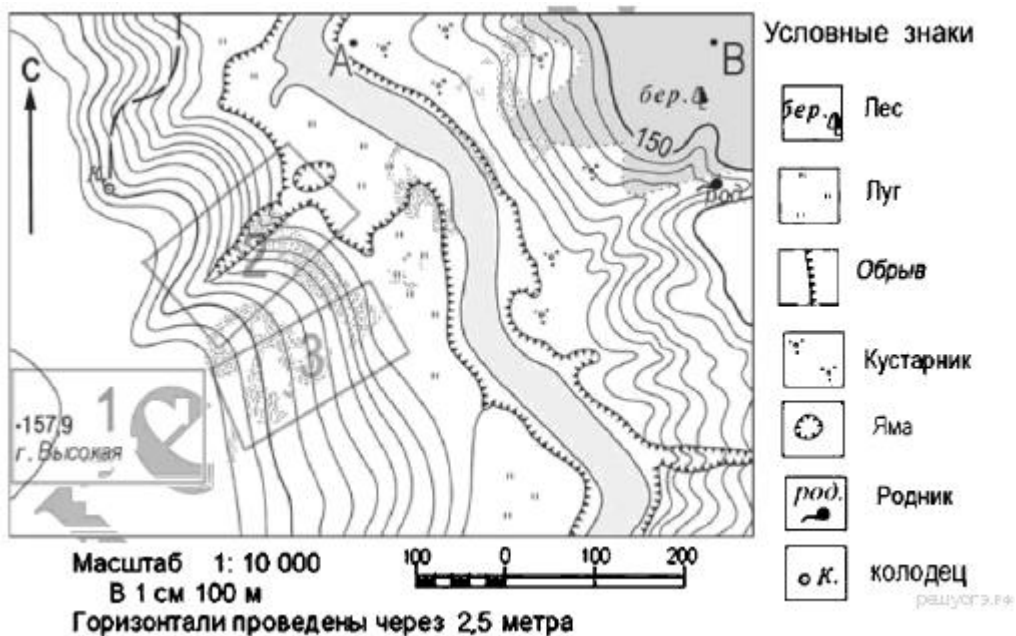 Условные знаки
С
А
В
бер.
150
род.
К.
2
3
1
157,9
г. Высокая
бер.
Лес
Луг
Обрыв
Кустарник
Яма
род.
Родник
К.
колодец
Масштаб 1: 10 000
В 1 см 100 м
100 0 100 200
Горизонтали проведены через 2,5 метра
решуогэ.рф